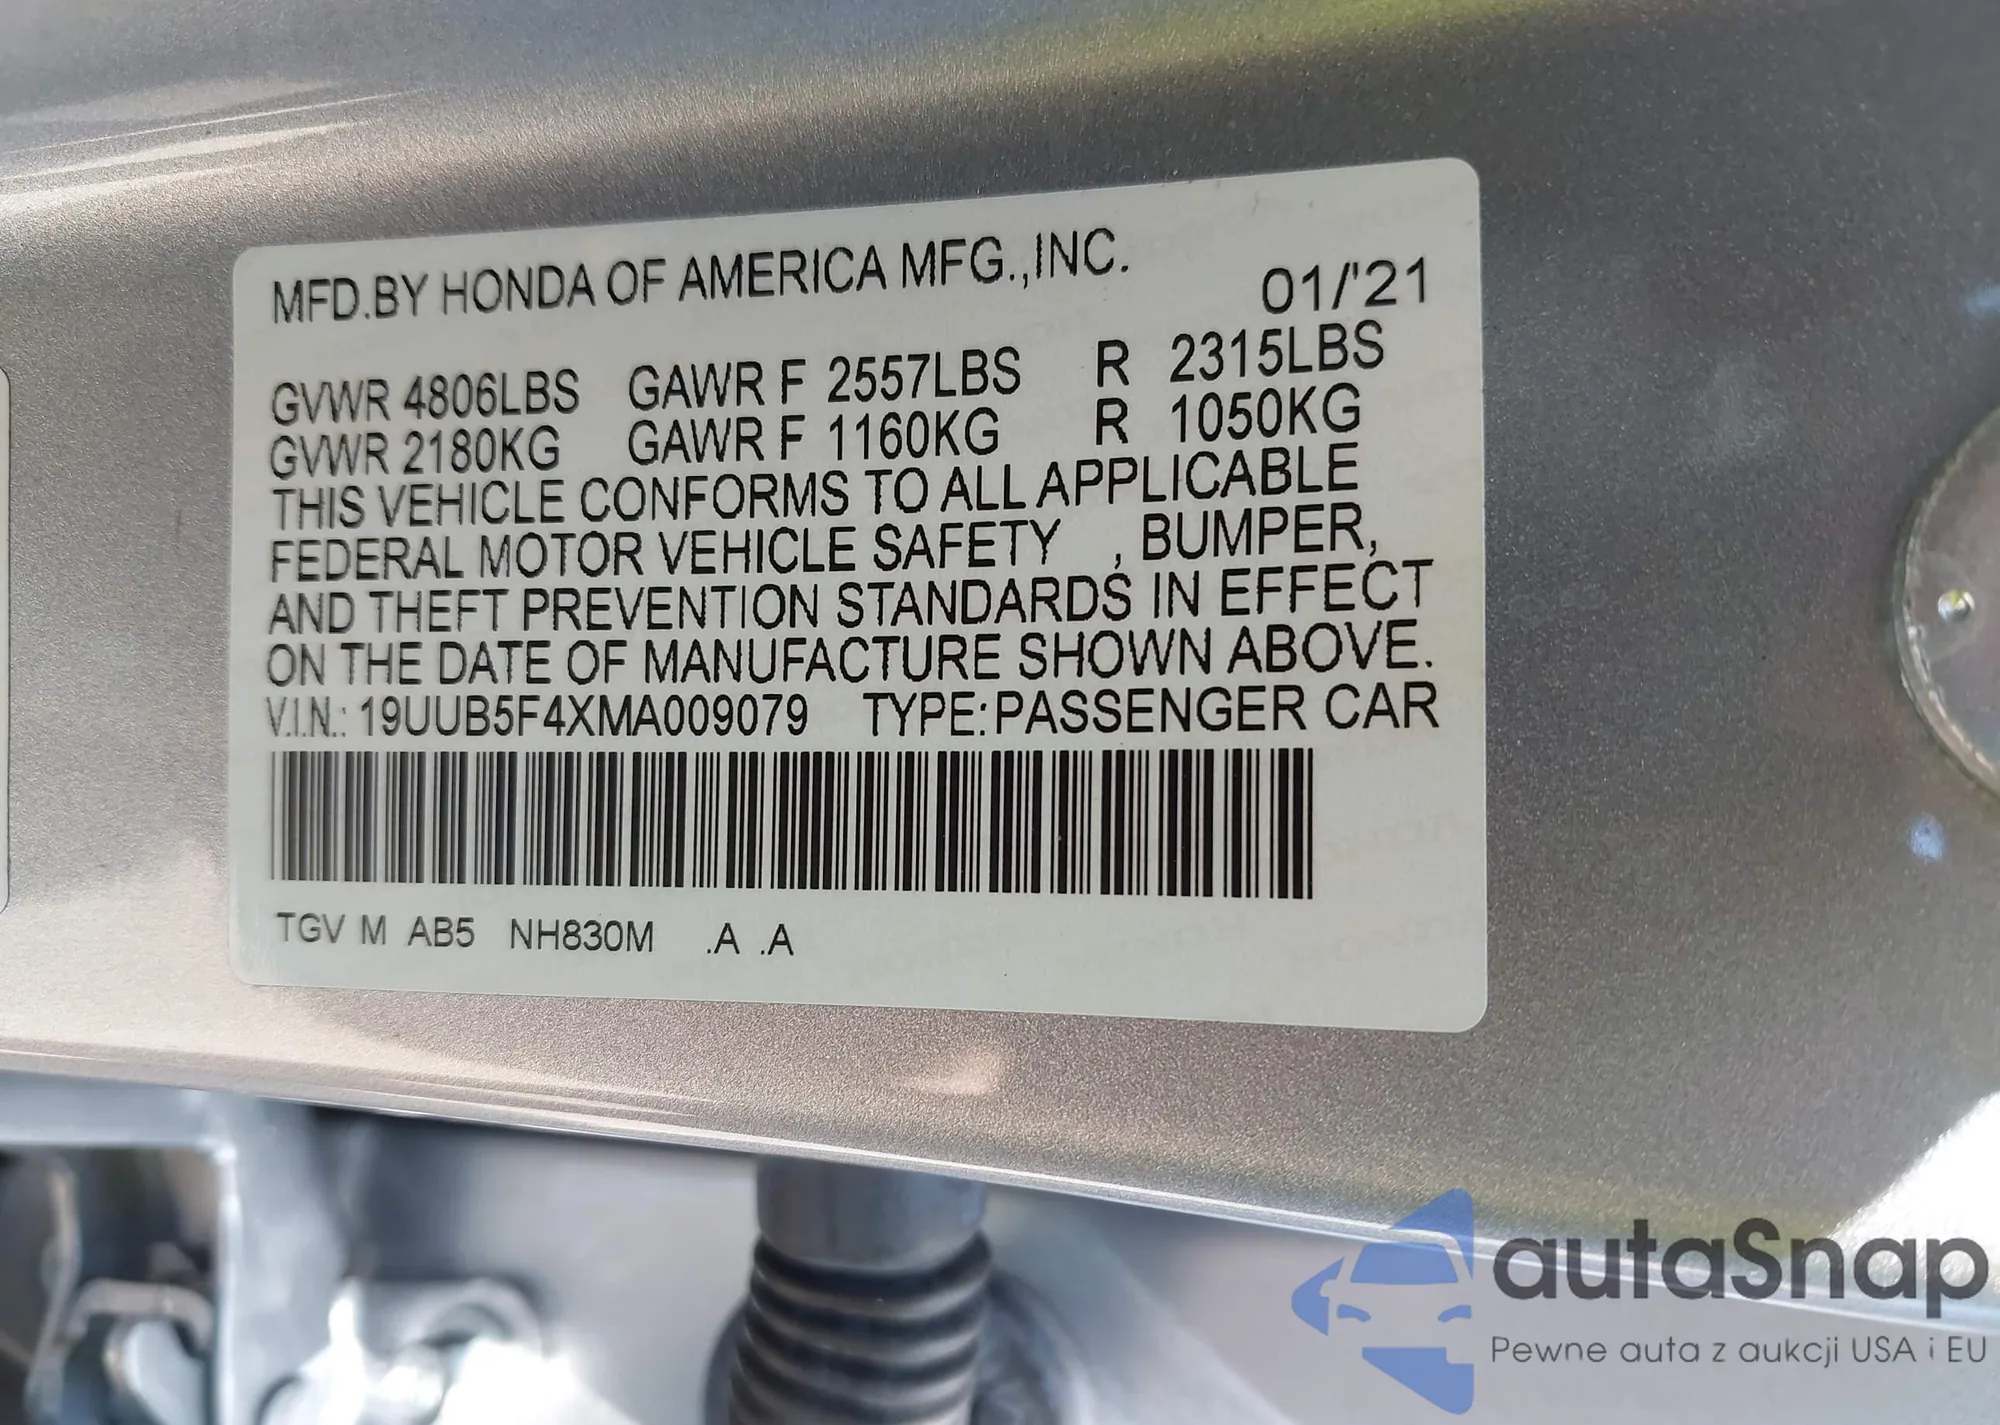 MFD.BY HONDA OF AMERICA MFG.,INC. 01/'21
GVWR 4806LBS GAWR F 2557LBS R 2315LBS
GVWR 2180KG GAWR F 1160KG R 1050KG
THIS VEHICLE CONFORMS TO ALL APPLICABLE
FEDERAL MOTOR VEHICLE SAFETY , BUMPER,
AND THEFT PREVENTION STANDARDS IN EFFECT
ON THE DATE OF MANUFACTURE SHOWN ABOVE.
V.I.N.: 19UUB5F4XMA009079 TYPE:PASSENGER CAR
TGV M AB5 NH830M .A .A
autaSnap
Pewne auta z aukcji USA i EU